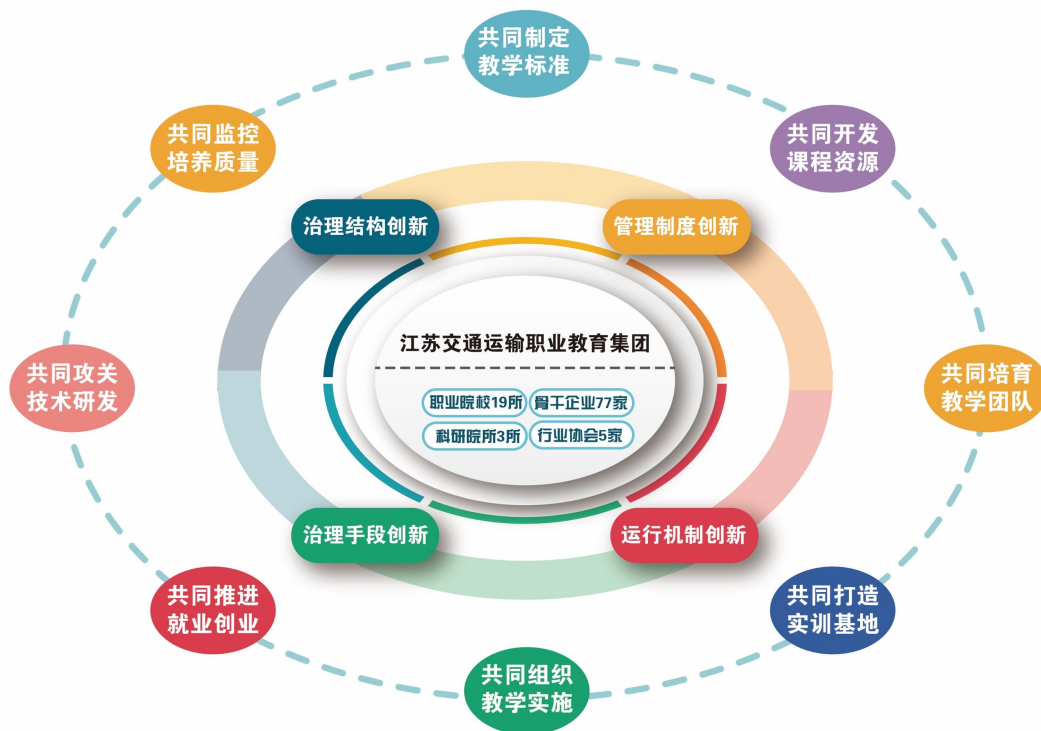 共同制定
教学标准
共同监控
培养质量
共同开发
课程资源
治理结构创新
管理制度创新
江苏交通运输职业教育集团
职业院校19所
骨干企业77家
科研院所3所
行业协会5家
共同攻关
技术研发
共同培育
教学团队
治理手段创新
运行机制创新
共同推进
就业创业
共同打造
实训基地
共同组织
教学实施